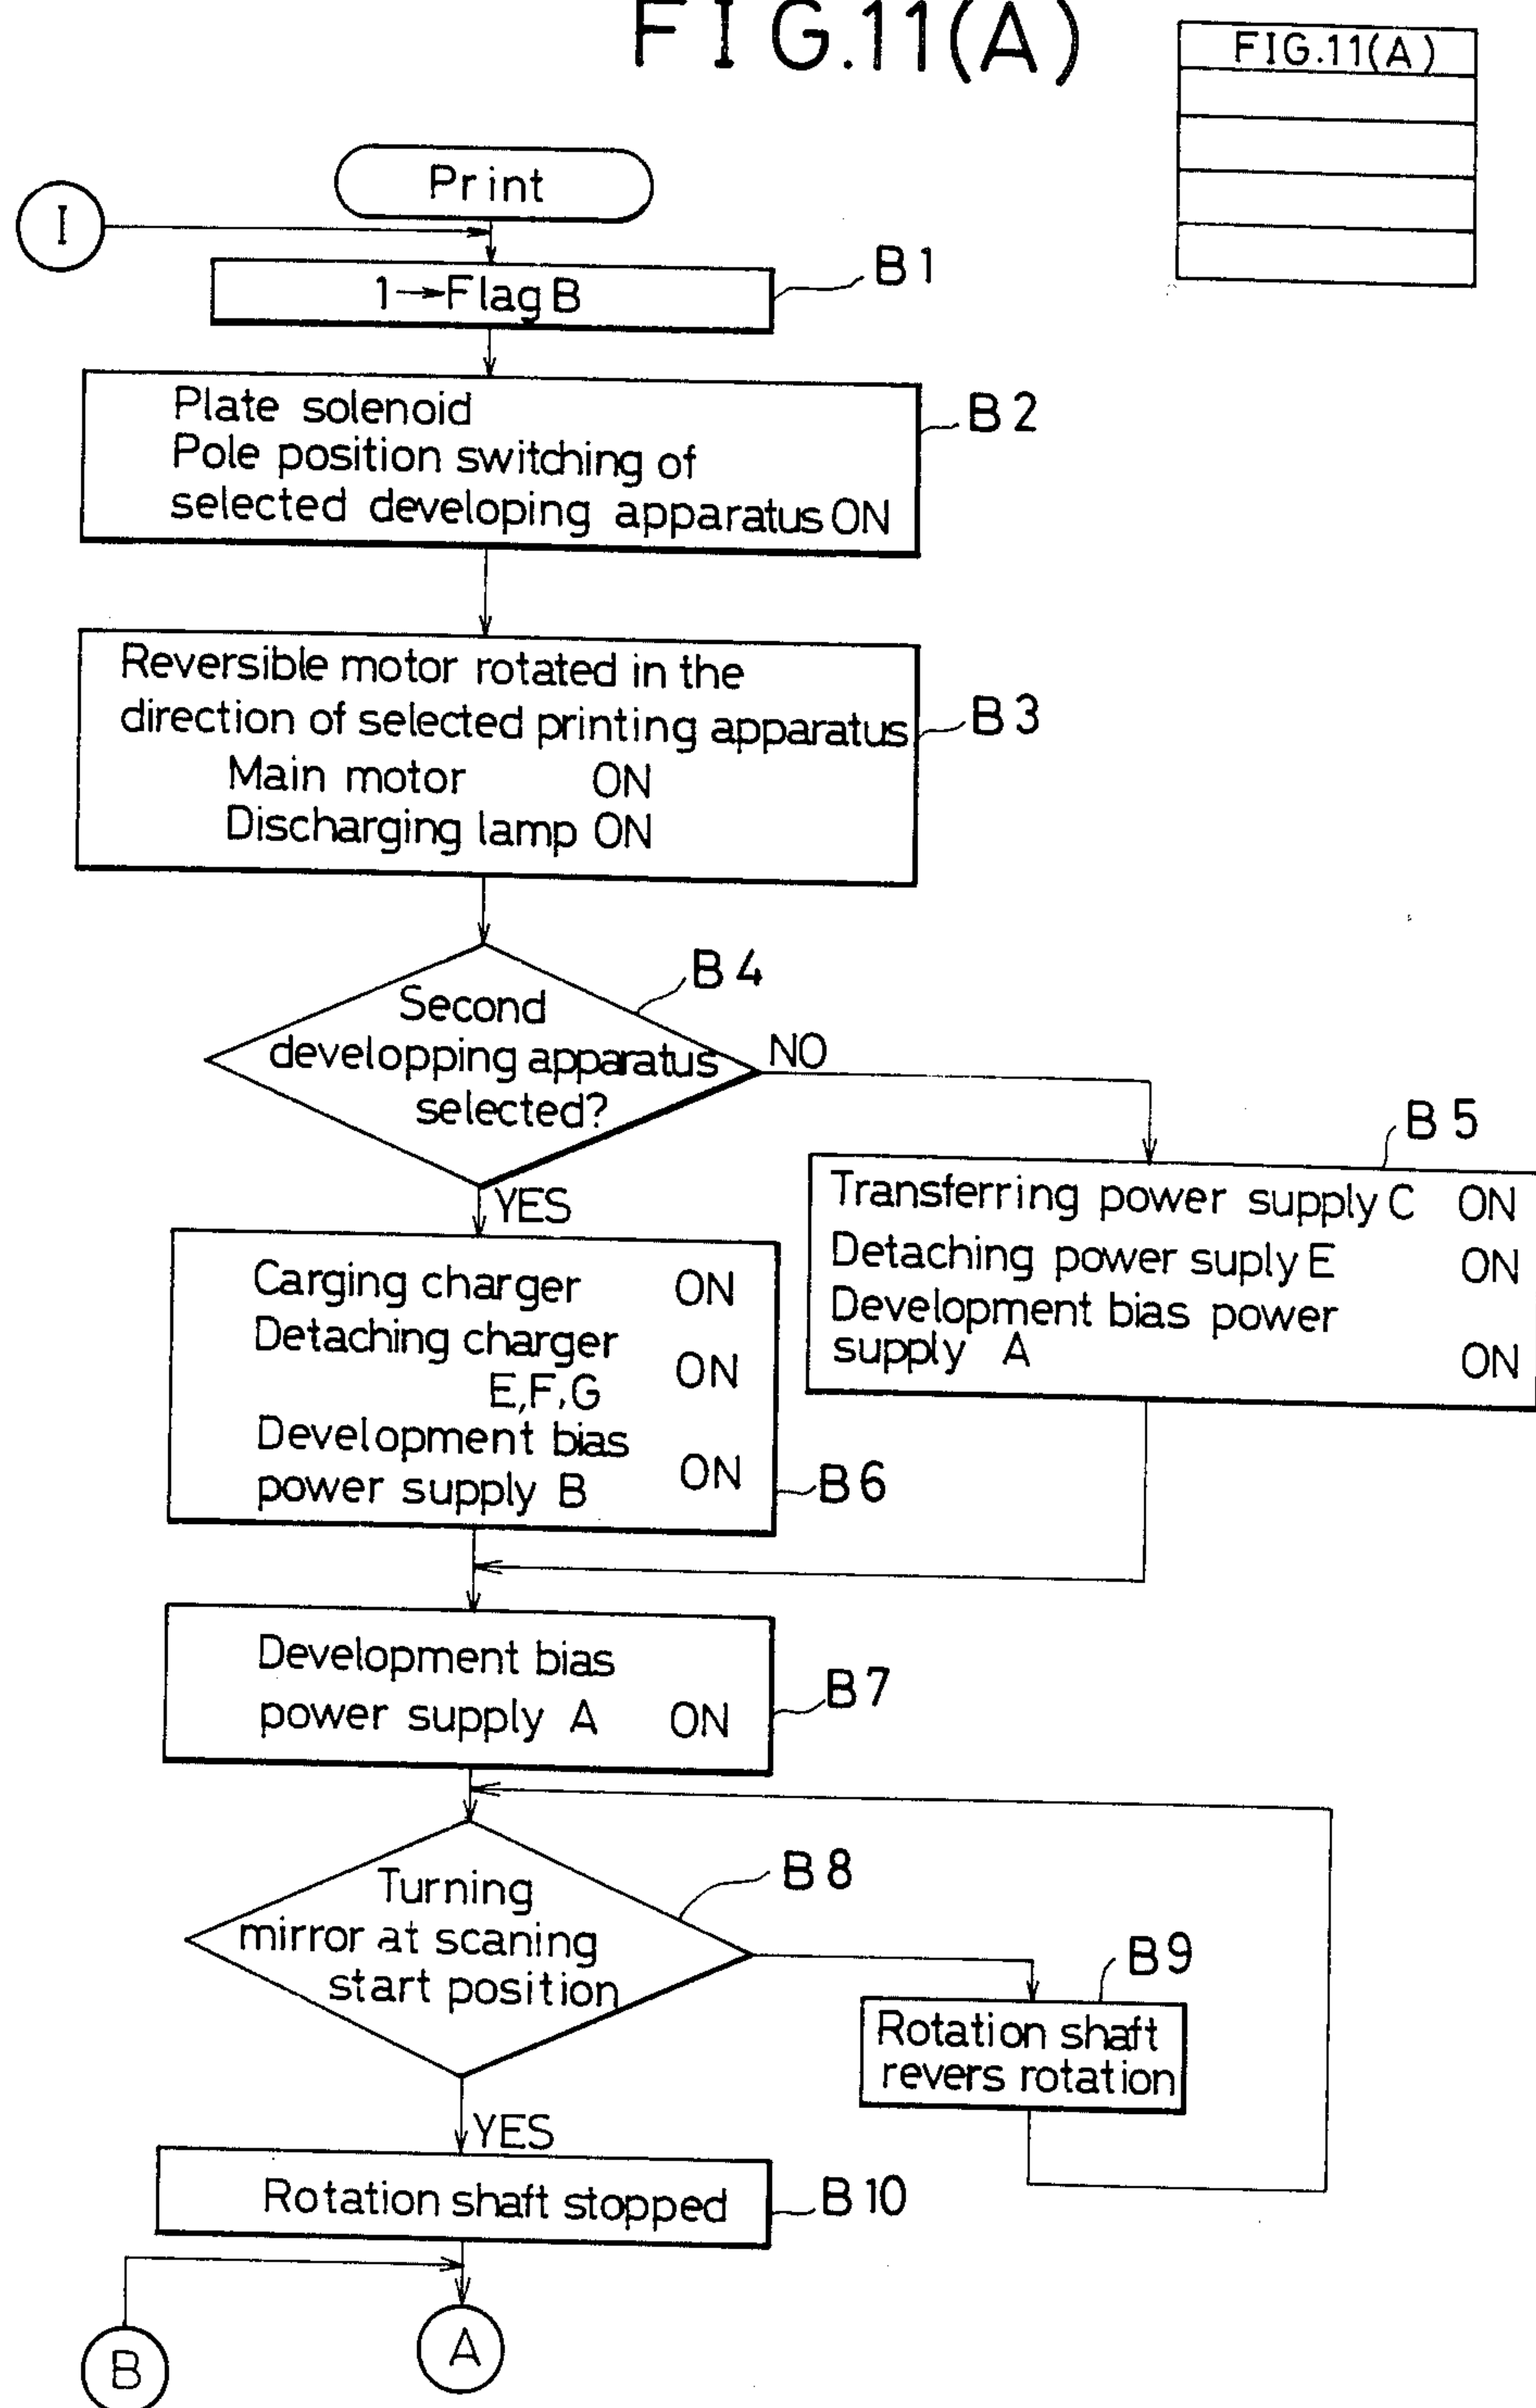 FIG.11(A)
FIG.11(A)
Print
I
1→Flag B
B1
Plate solenoid
Pole position switching of
selected developing apparatus ON
B2
Reversible motor rotated in the
direction of selected printing apparatus
Main motor ON
Discharging lamp ON
B3
B4
Second
developping apparatus
selected?
NO
YES
B5
Transferring power supply C ON
Detaching power suply E ON
Development bias power
supply A
ON
Carging charger ON
Detaching charger
ON
E,F,G
Development bias
power supply B ON
B6
Development bias
power supply A ON
B7
Turning
mirror at scaning
start position
B8
B9
Rotation shaft
revers rotation
YES
Rotation shaft stopped
B10
B
A